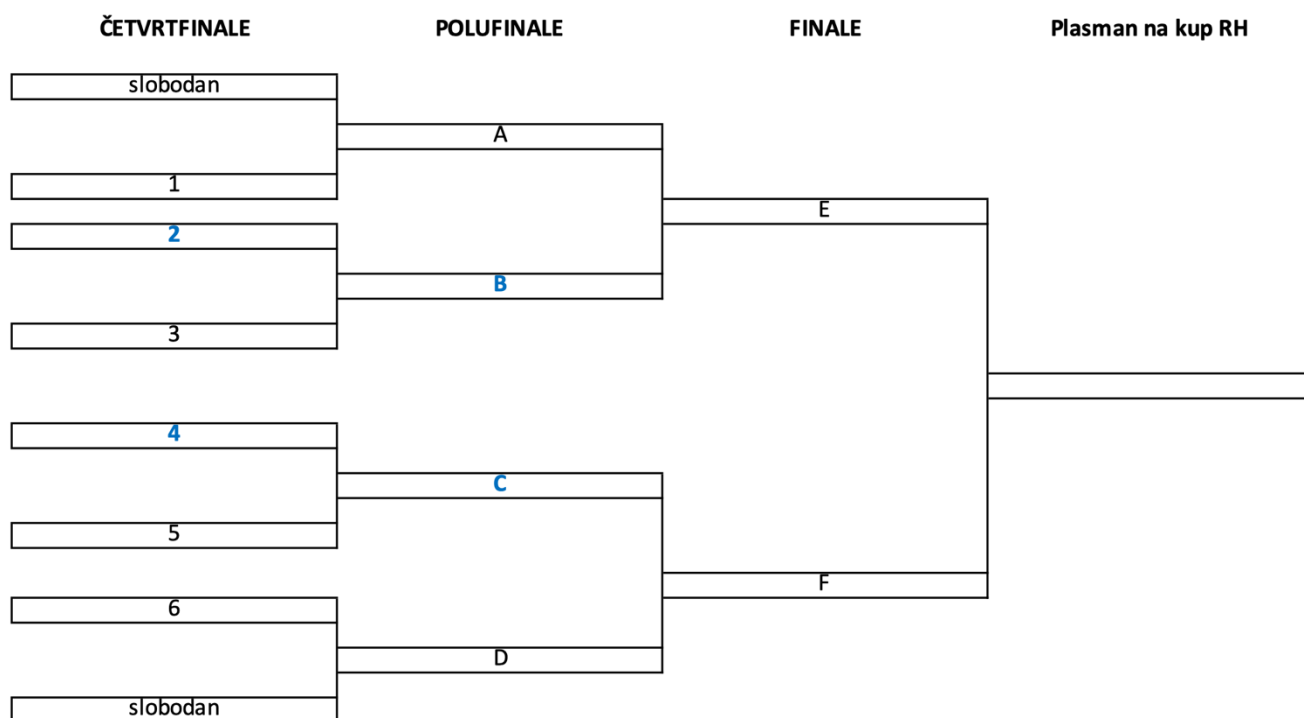 ČETVRTFINALE POLUFINALE FINALE Plasman na kup RH
slobodan
A
1
E
2
B
3
4
C
5
F
6
D
slobodan